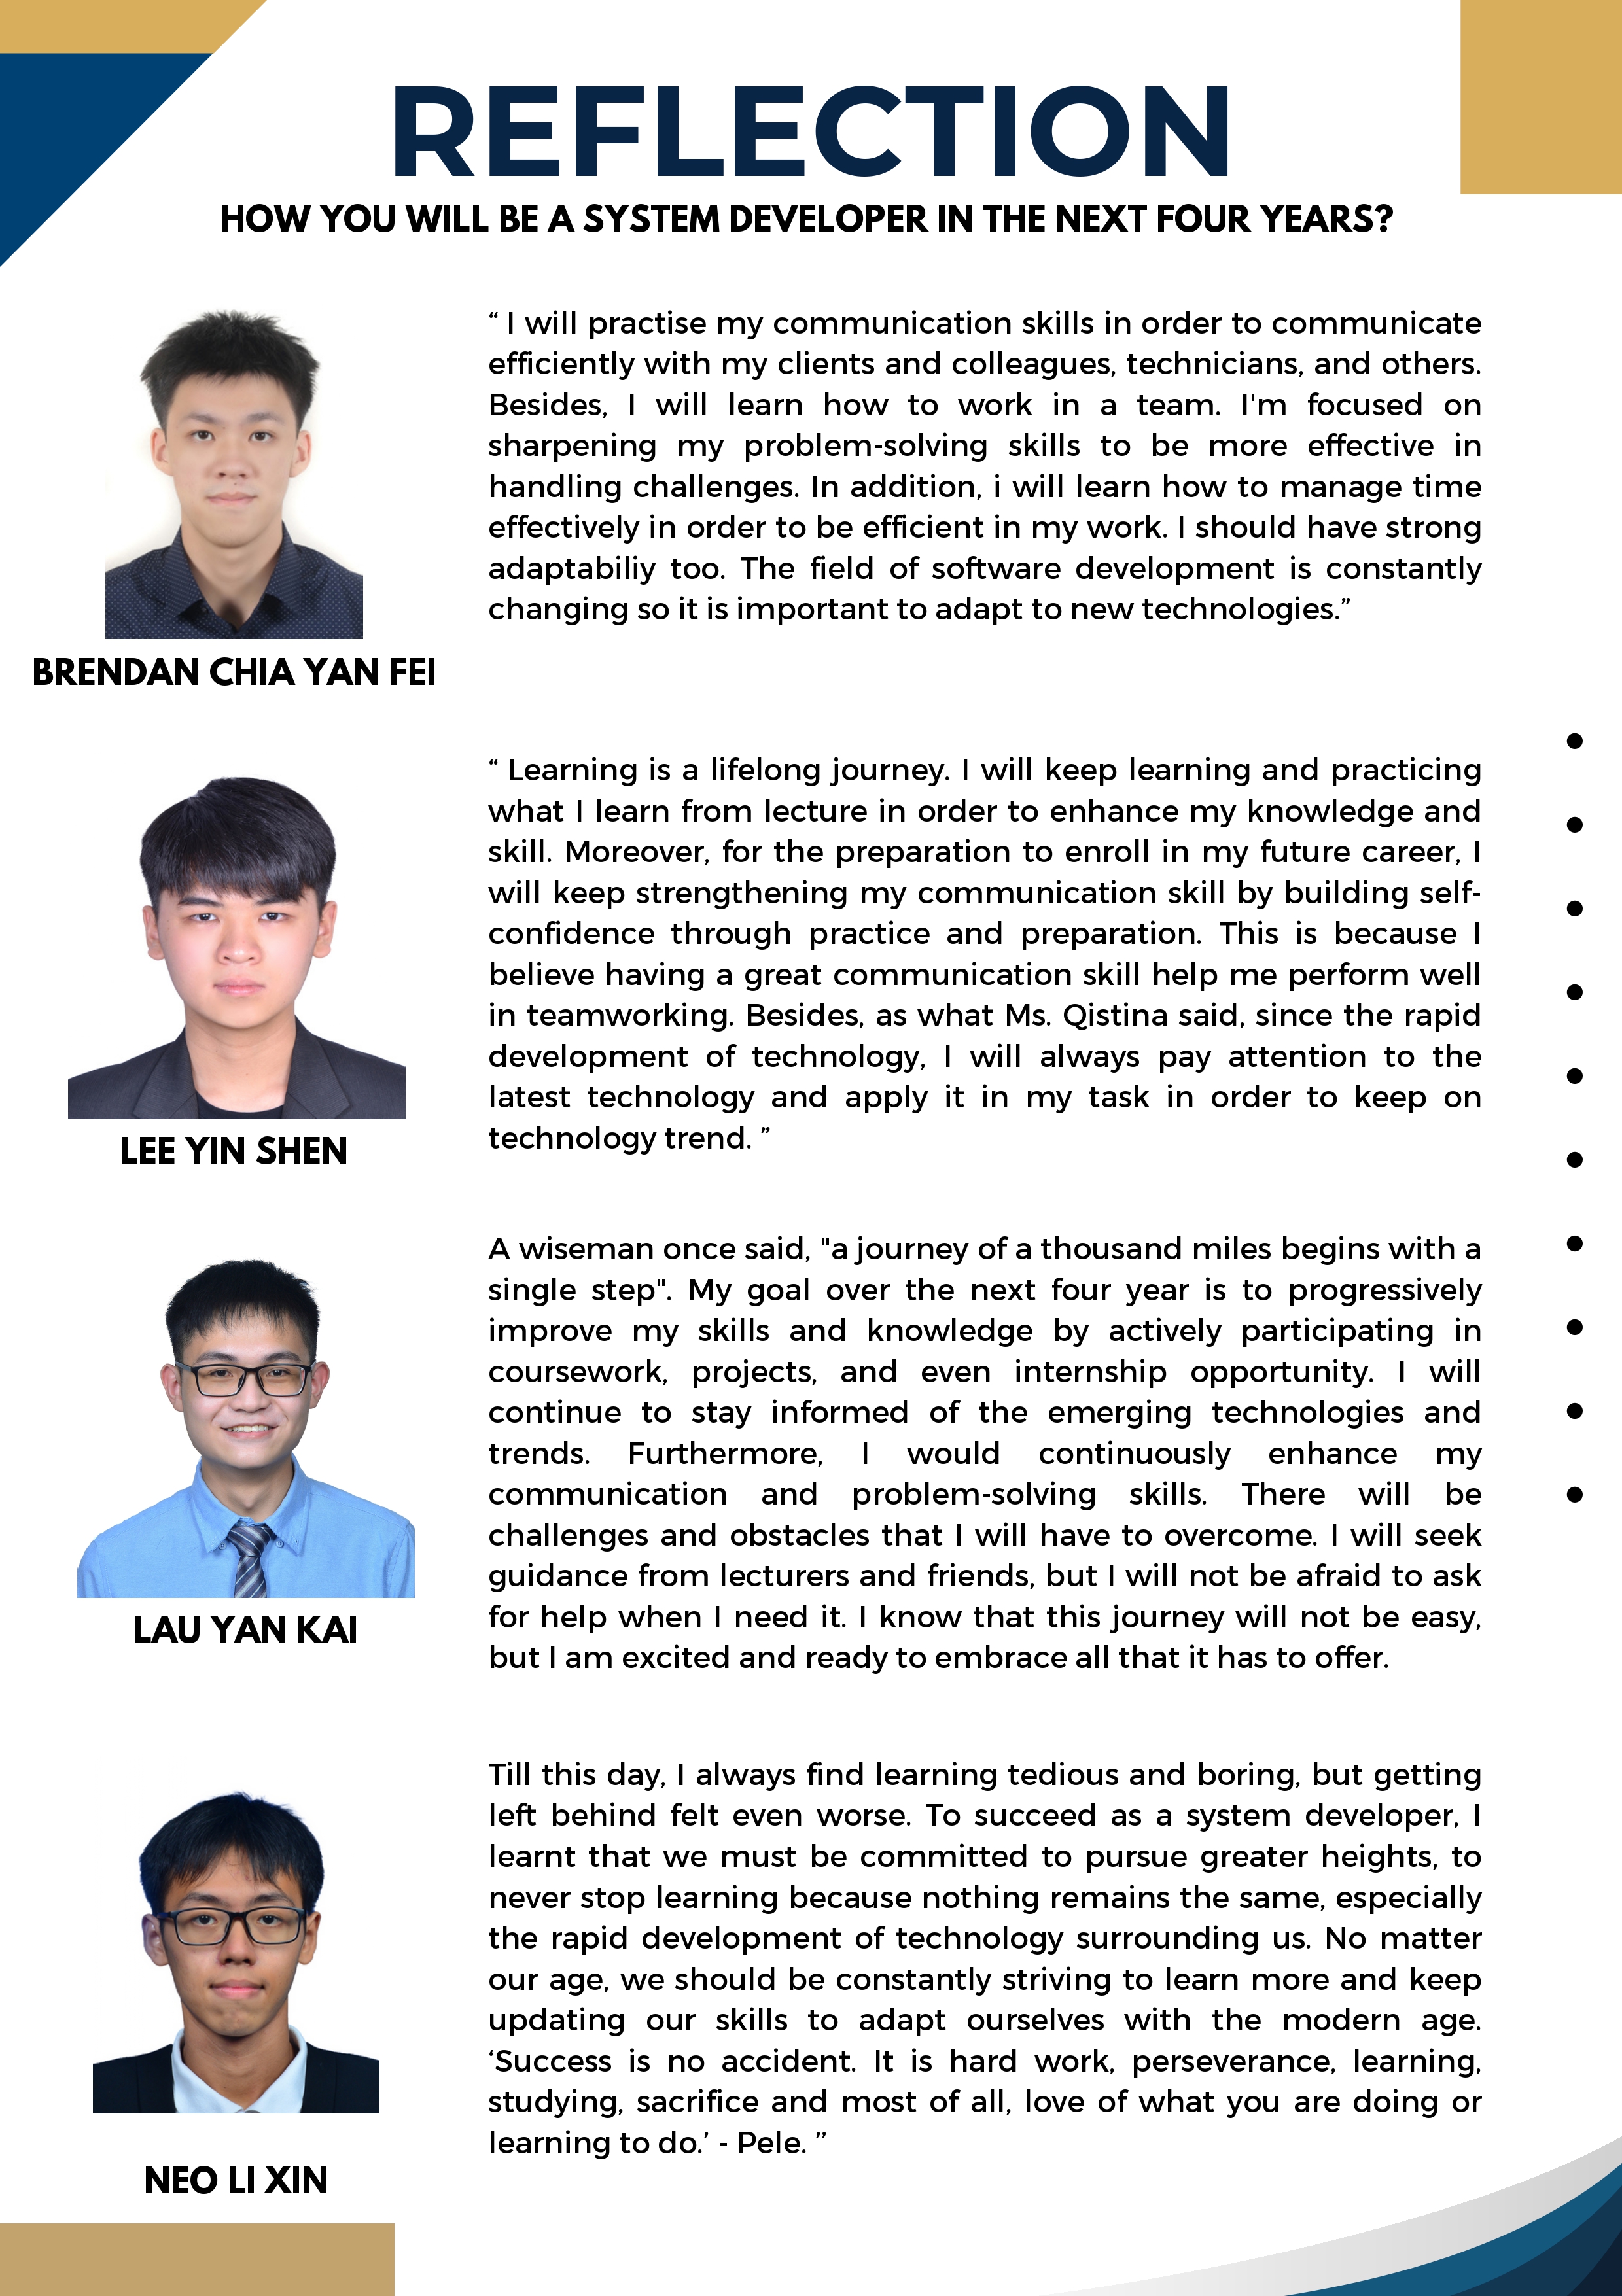 REFLECTION
HOW YOU WILL BE A SYSTEM DEVELOPER IN THE NEXT FOUR YEARS?
“ I will practise my communication skills in order to communicate
efficiently with my clients and colleagues, technicians, and others.
Besides, I will learn how to work in a team. I'm focused on
sharpening my problem-solving skills to be more effective in
handling challenges. In addition, i will learn how to manage time
effectively in order to be efficient in my work. I should have strong
adaptabiliy too. The field of software development is constantly
changing so it is important to adapt to new technologies.”
BRENDAN CHIA YAN FEI
“ Learning is a lifelong journey. I will keep learning and practicing
what I learn from lecture in order to enhance my knowledge and
skill. Moreover, for the preparation to enroll in my future career, I
will keep strengthening my communication skill by building self-
confidence through practice and preparation. This is because I
believe having a great communication skill help me perform well
in teamworking. Besides, as what Ms. Qistina said, since the rapid
development of technology, I will always pay attention to the
latest technology and apply it in my task in order to keep on
technology trend. ”
LEE YIN SHEN
A wiseman once said, "a journey of a thousand miles begins with a
single step". My goal over the next four year is to progressively
improve my skills and knowledge by actively participating in
coursework, projects, and even internship opportunity. I will
continue to stay informed of the emerging technologies and
trends. Furthermore, I would continuously enhance my
communication and problem-solving skills. There will be
challenges and obstacles that I will have to overcome. I will seek
guidance from lecturers and friends, but I will not be afraid to ask
for help when I need it. I know that this journey will not be easy,
but I am excited and ready to embrace all that it has to offer.
LAU YAN KAI
Till this day, I always find learning tedious and boring, but getting
left behind felt even worse. To succeed as a system developer, I
learnt that we must be committed to pursue greater heights, to
never stop learning because nothing remains the same, especially
the rapid development of technology surrounding us. No matter
our age, we should be constantly striving to learn more and keep
updating our skills to adapt ourselves with the modern age.
‘Success is no accident. It is hard work, perseverance, learning,
studying, sacrifice and most of all, love of what you are doing or
learning to do.’ - Pele. ’’
NEO LI XIN